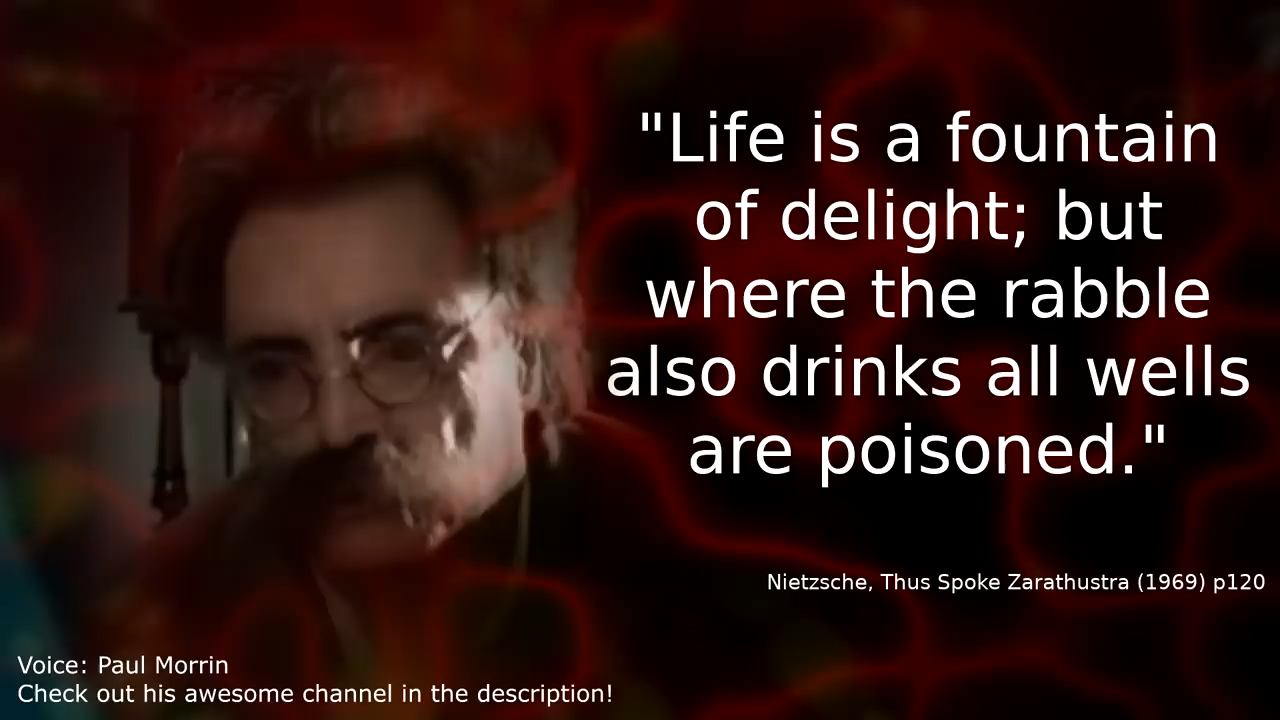 "Life is a fountain
of delight; but
where the rabble
also drinks all wells
are poisoned."
Nietzsche, Thus Spoke Zarathustra (1969) p120
Voice: Paul Morrin
Check out his awesome channel in the description!